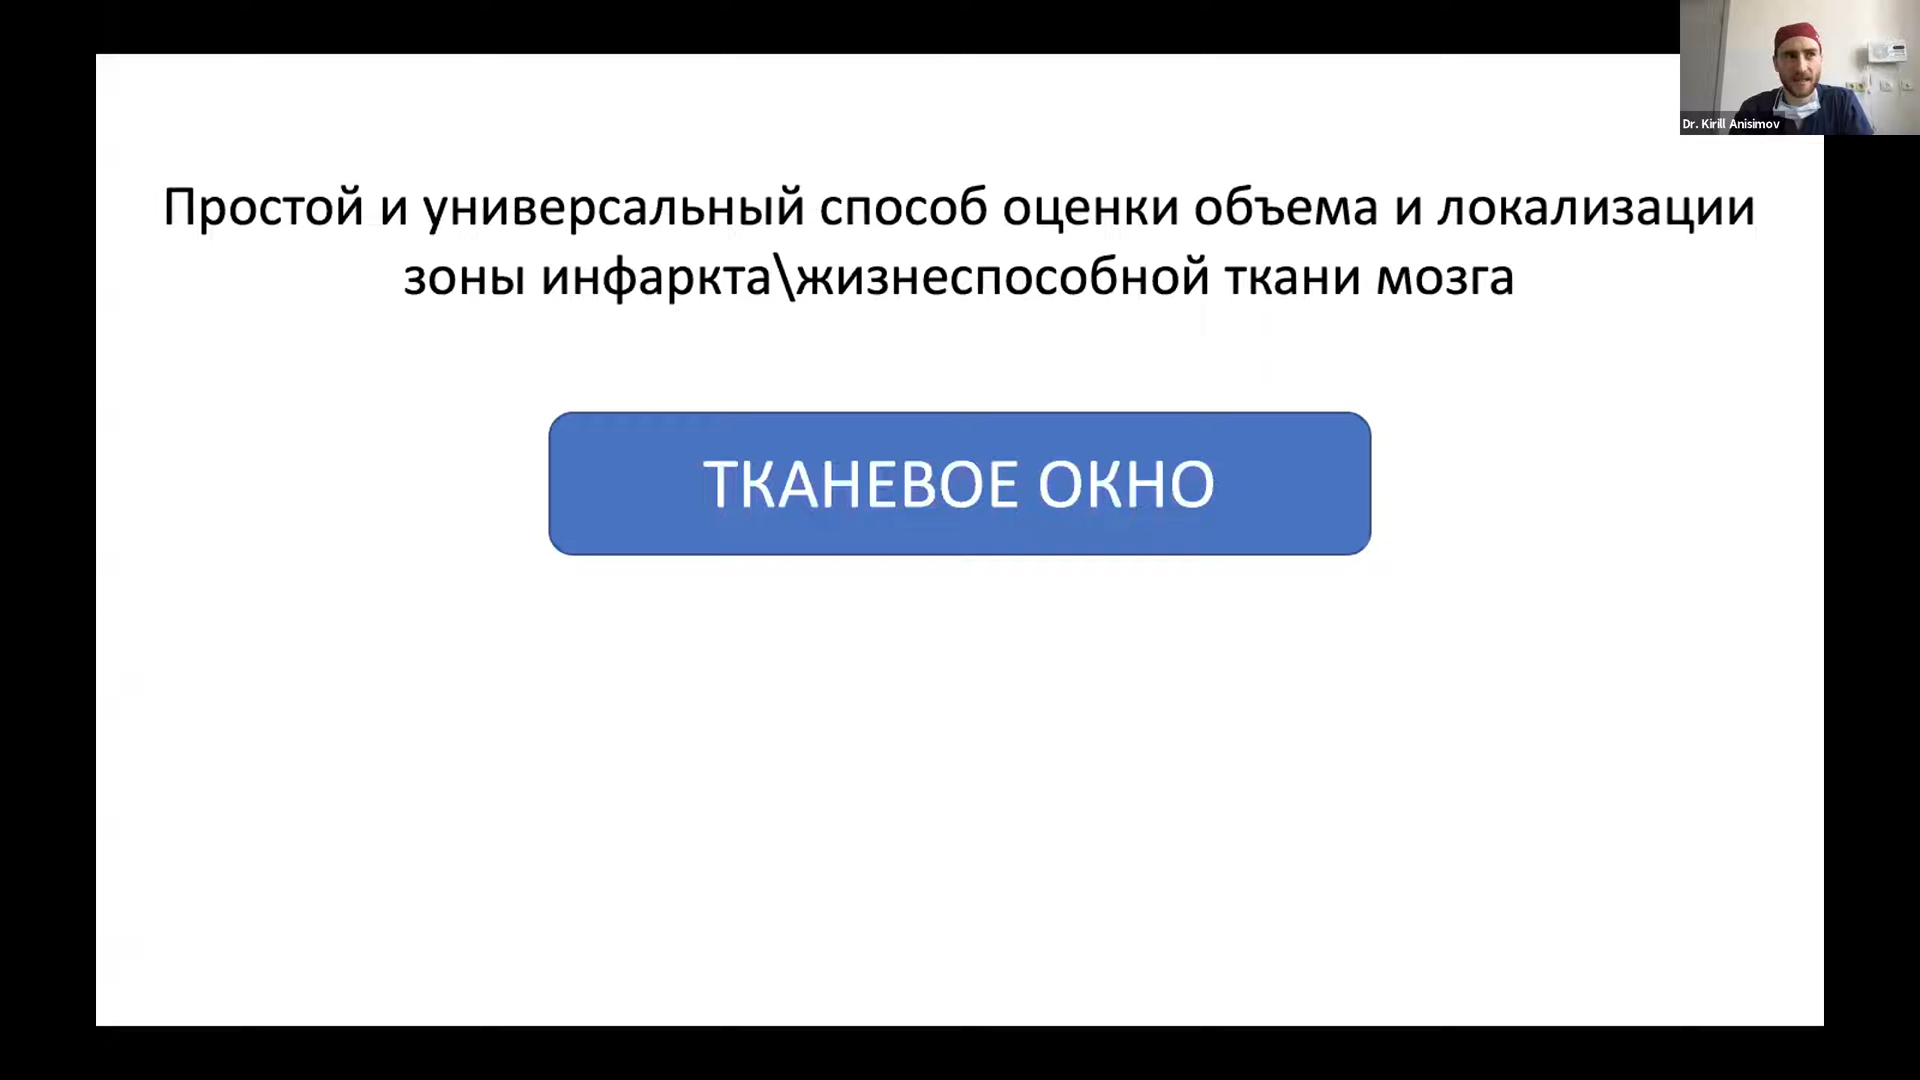 Dr. Kirill Anisimov
Простой и универсальный способ оценки объема и локализации
зоны инфаркта\жизнеспособной ткани мозга
ТКАНЕВОЕ ОКНО